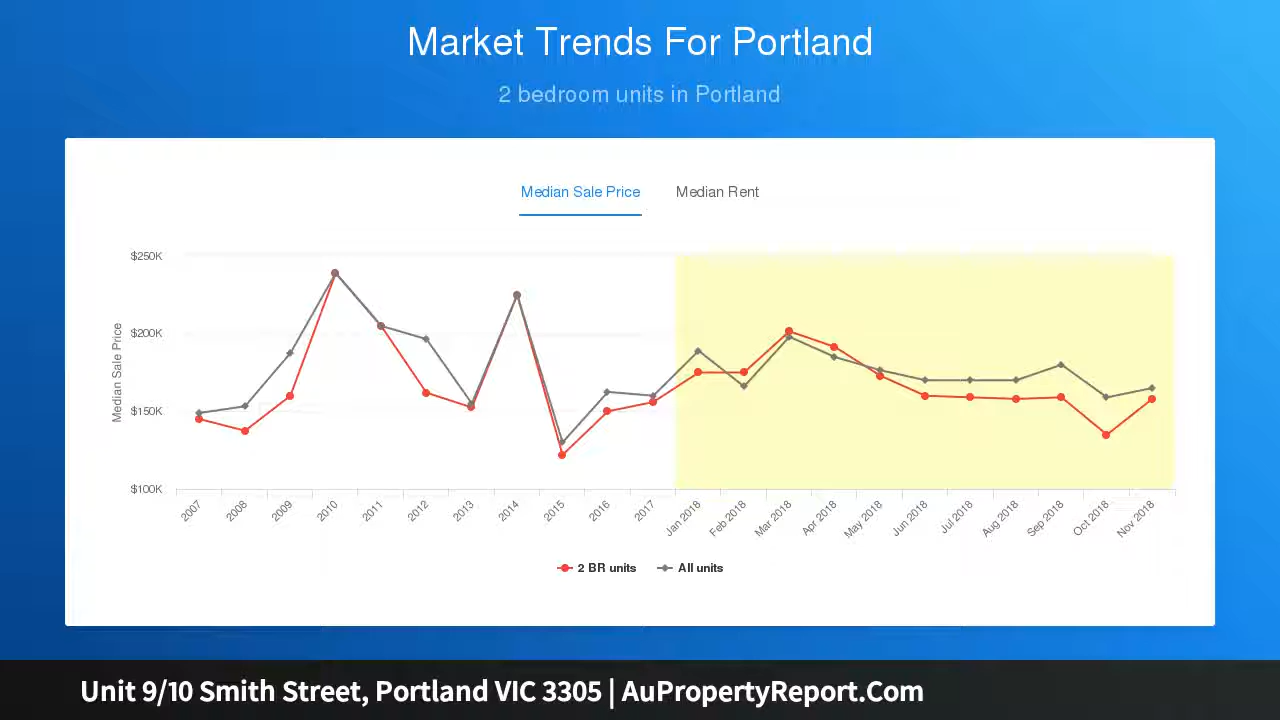 Market Trends For Portland
2 bedroom units in Portland
Median Sale Price Median Rent
$250K
$200K
$150K
$100K
Median Sale Price
2007 2008 2009 2010 2011 2012 2013 2014 2015 2016 2017 Jan 2018 Feb 2018 Mar 2018 Apr 2018 May 2018 Jun 2018 Jul 2018 Aug 2018 Sep 2018 Oct 2018 Nov 2018
2 BR units All units
Unit 9/10 Smith Street, Portland VIC 3305 | AuPropertyReport.Com